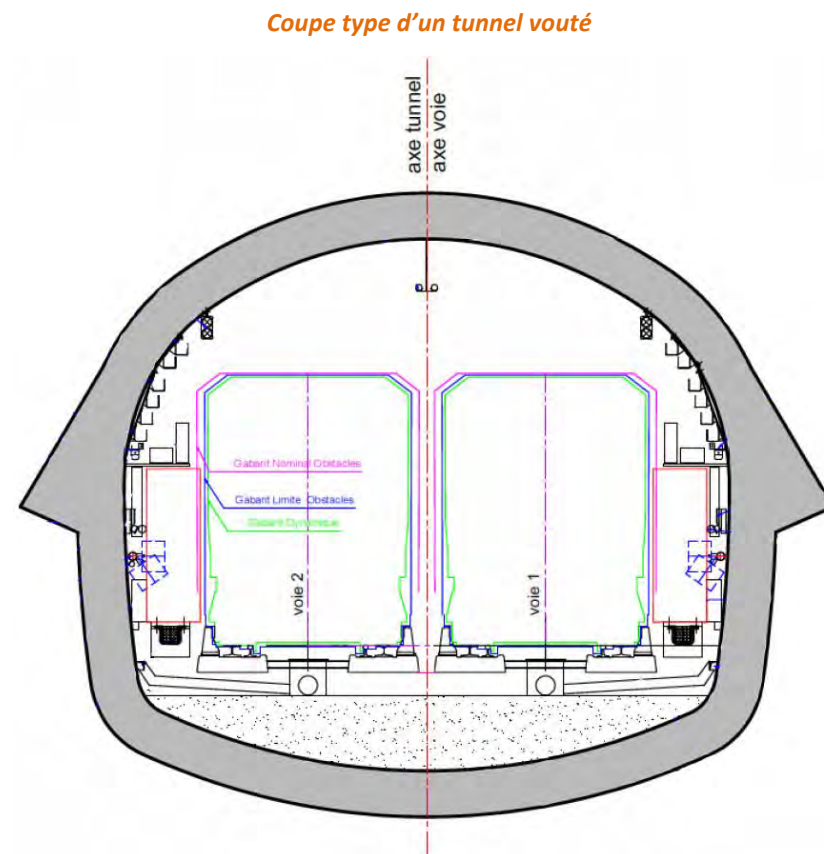 Coupe type d’un tunnel vouté
axe tunnel
axe voie
Gabarit Nominal Obstacles
Gabarit Limite Obstacles
Gabarit Dynamique
voie 2
voie 1